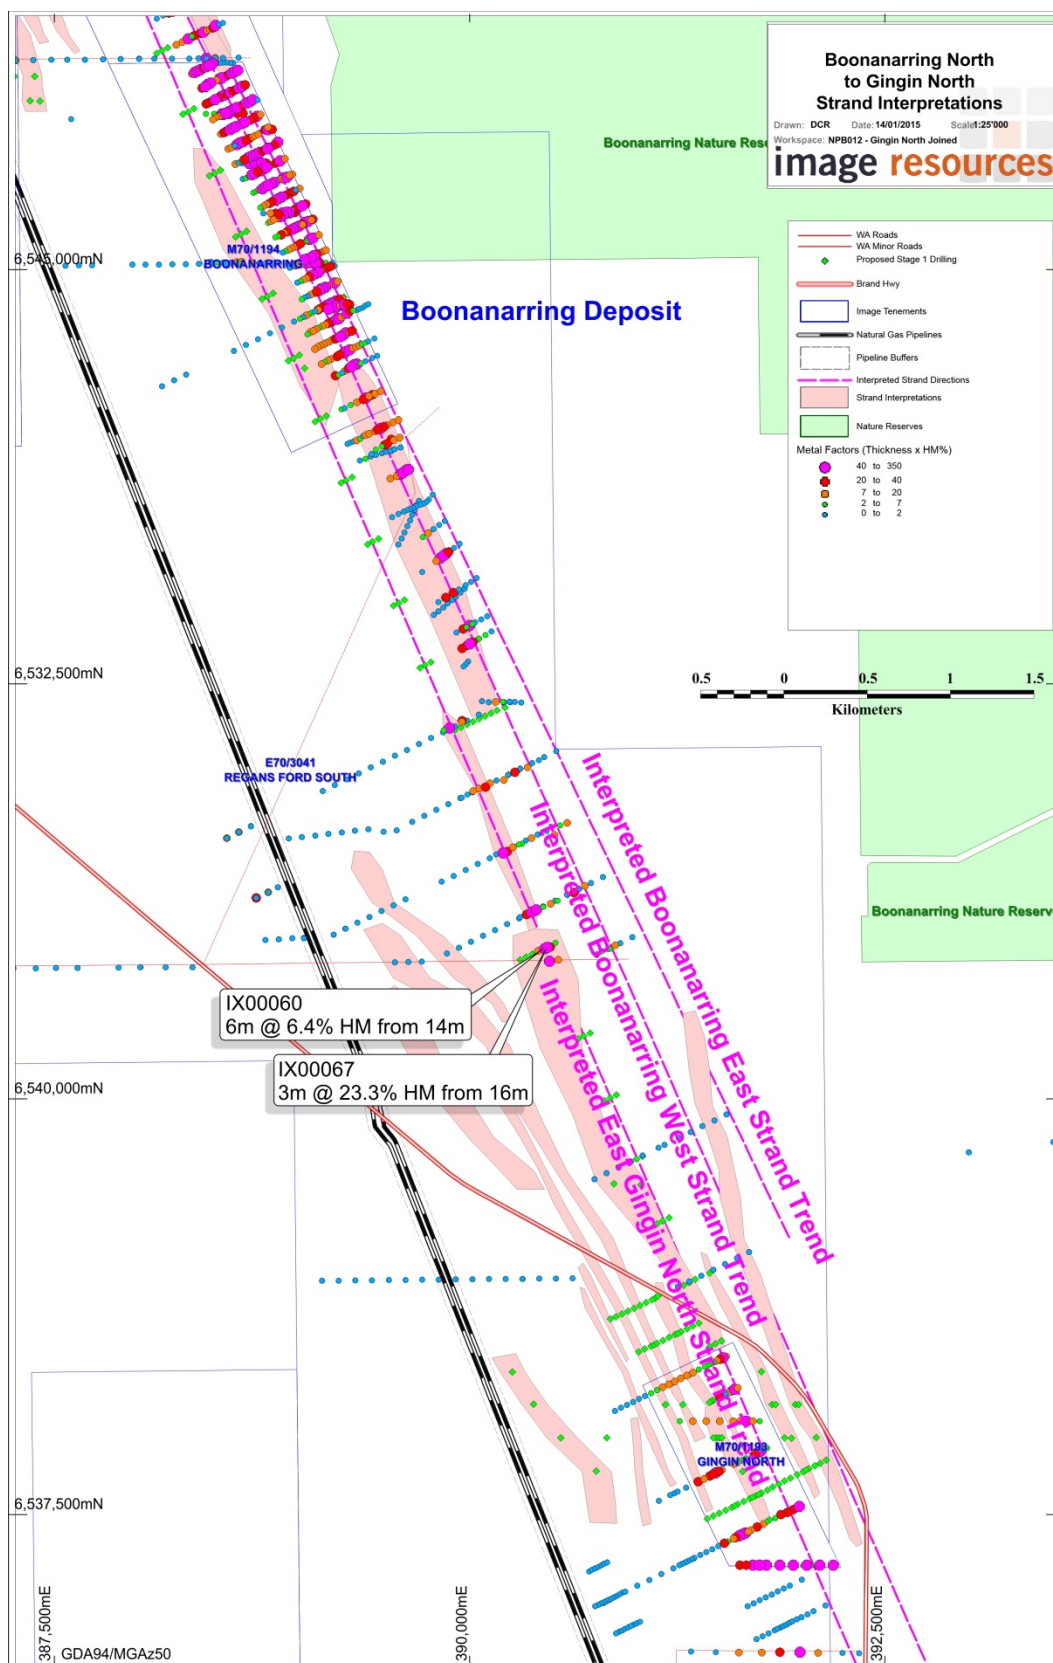 Boonanarring North
to Gingin North
Strand Interpretations
Drawn: DCR Date: 14/01/2015 Scale1:25'000
Workspace: NPB012 - Gingin North Joined
image resources
Boonanarring Nature Rese
WA Roads
WA Minor Roads
Proposed Stage 1 Drilling
Brand Hwy
Image Tenements
Natural Gas Pipelines
Pipeline Buffers
Interpreted Strand Directions
Strand Interpretations
Nature Reserves
Metal Factors (Thickness x HM%)
40 to 350
20 to 40
7 to 20
2 to 7
0 to 2
M70/1194
BOONANARRING
6,545,000mN
Boonanarring Deposit
6,532,500mN
0.5 0 0.5 1 1.5
Kilometers
E70/3041
REGANS FORD SOUTH
Interpreted Boonanarring East Strand Trend
Interpreted Boonanarring West Strand Trend
Interpreted East Gingin North Strand Trend
Boonanarring Nature Reserv
IX00060
6m @ 6.4% HM from 14m
IX00067
3m @ 23.3% HM from 16m
6,540,000mN
M70/1193
GINGIN NORTH
6,537,500mN
387,500mE
390,000mE
392,500mE
GDA94/MGAz50